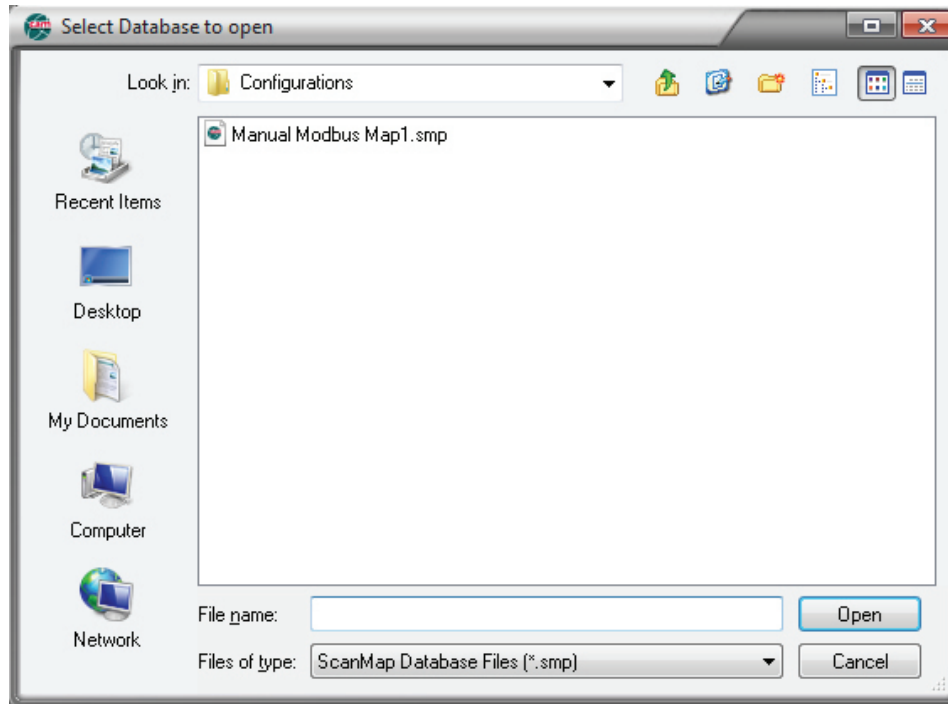 Select Database to open
Look in: Configurations
Manual Modbus Map1.smp
Recent Items
Desktop
My Documents
Computer
Network
File name:
Open
Files of type: ScanMap Database Files (*.smp)
Cancel